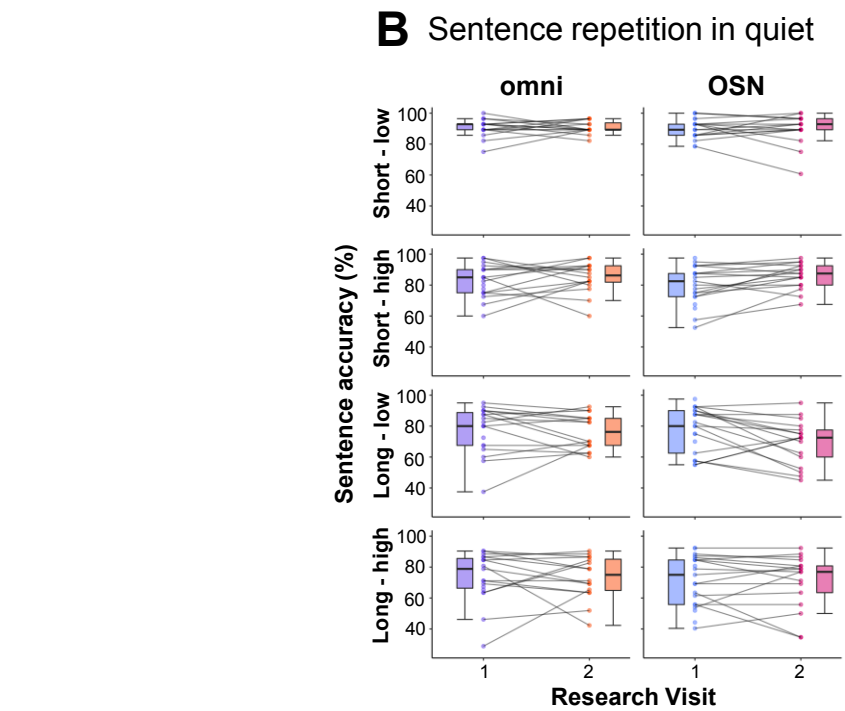 B Sentence repetition in quiet
omni OSN
Sentence accuracy (%)
Short - low
100
80
60
40
Short - high
100
80
60
40
Long - low
100
80
60
40
Long - high
100
80
60
40
1 2 1 2
Research Visit